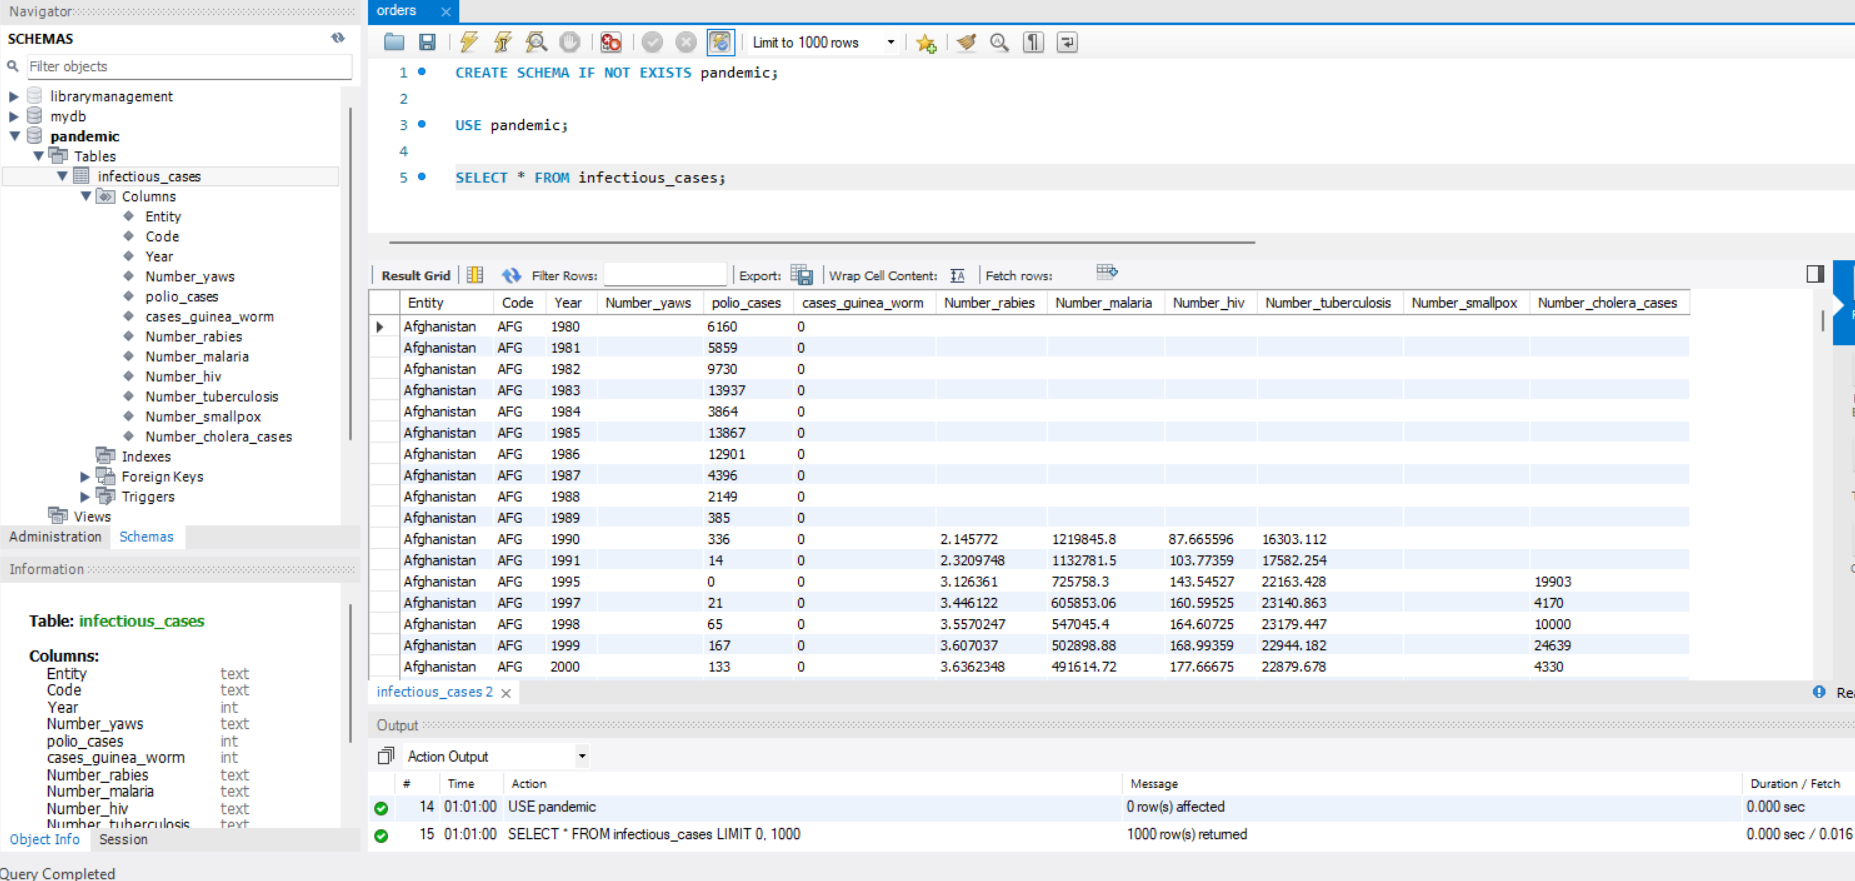 Navigator
SCHEMAS
Filter objects
librarymanagement
mydb
pandemic
Tables
infectious_cases
Columns
Entity
Code
Year
Number_yaws
polio_cases
cases_guinea_worm
Number_rabies
Number_malaria
Number_hiv
Number_tuberculosis
Number_smallpox
Number_cholera_cases
Indexes
Foreign Keys
Triggers
Views
Administration Schemas
Information
Table: infectious_cases
Columns:
Entity text
Code text
Year int
Number_yaws text
polio_cases int
cases_guinea_worm int
Number_rabies text
Number_malaria text
Number_hiv text
Number_tuberculosis text
Object Info Session
Query Completed
orders
Limit to 1000 rows
1 CREATE SCHEMA IF NOT EXISTS pandemic;
2
3 USE pandemic;
4
5 SELECT * FROM infectious_cases;
Result Grid Filter Rows: Export: Wrap Cell Content: Fetch rows:
Entity Code Year Number_yaws polio_cases cases_guinea_worm Number_rabies Number_malaria Number_hiv Number_tuberculosis Number_smallpox Number_cholera_cases
Afghanistan AFG 1980 6160 0
Afghanistan AFG 1981 5859 0
Afghanistan AFG 1982 9730 0
Afghanistan AFG 1983 13937 0
Afghanistan AFG 1984 3864 0
Afghanistan AFG 1985 13867 0
Afghanistan AFG 1986 12901 0
Afghanistan AFG 1987 4396 0
Afghanistan AFG 1988 2149 0
Afghanistan AFG 1989 385 0
Afghanistan AFG 1990 336 0 2.145772 1219845.8 87.665596 16303.112
Afghanistan AFG 1991 14 0 2.3209748 1132781.5 103.77359 17582.254
Afghanistan AFG 1995 0 0 3.126361 725758.3 143.54527 22163.428 19903
Afghanistan AFG 1997 21 0 3.446122 605853.06 160.59525 23140.863 4170
Afghanistan AFG 1998 65 0 3.5570247 547045.4 164.60725 23179.447 10000
Afghanistan AFG 1999 167 0 3.607037 502898.88 168.99359 22944.182 24639
Afghanistan AFG 2000 133 0 3.6362348 491614.72 177.66675 22879.678 4330
infectious_cases 2
Output
Action Output
# Time Action Message Duration / Fetch
14 01:01:00 USE pandemic 0 row(s) affected 0.000 sec
15 01:01:00 SELECT * FROM infectious_cases LIMIT 0, 1000 1000 row(s) returned 0.000 sec / 0.016